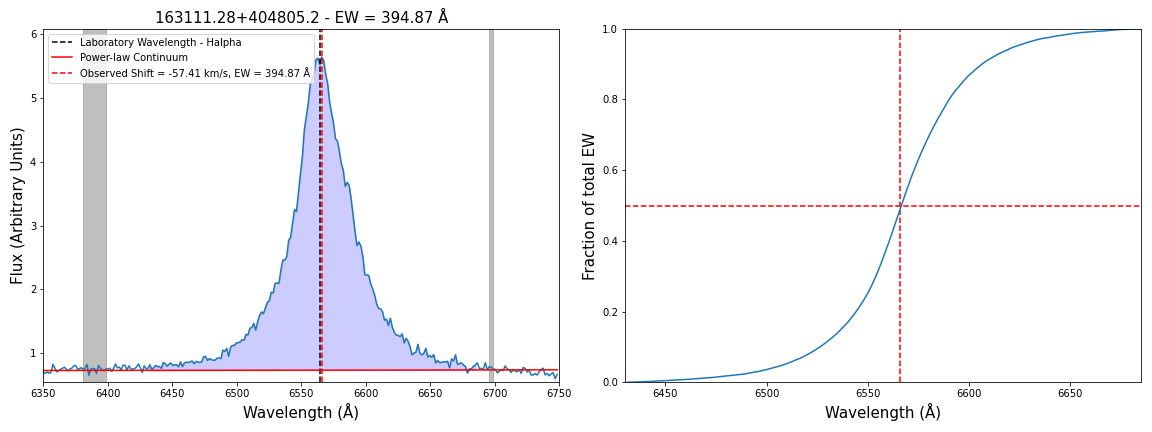 163111.28+404805.2 - EW = 394.87 Å
Laboratory Wavelength - Halpha
Power-law Continuum
Observed Shift = -57.41 km/s, EW = 394.87 Å
Flux (Arbitrary Units)
6
5
4
3
2
1
6350 6400 6450 6500 6550 6600 6650 6700 6750
Wavelength (Å)
Fraction of total EW
1.0
0.8
0.6
0.4
0.2
0.0
6450 6500 6550 6600 6650
Wavelength (Å)